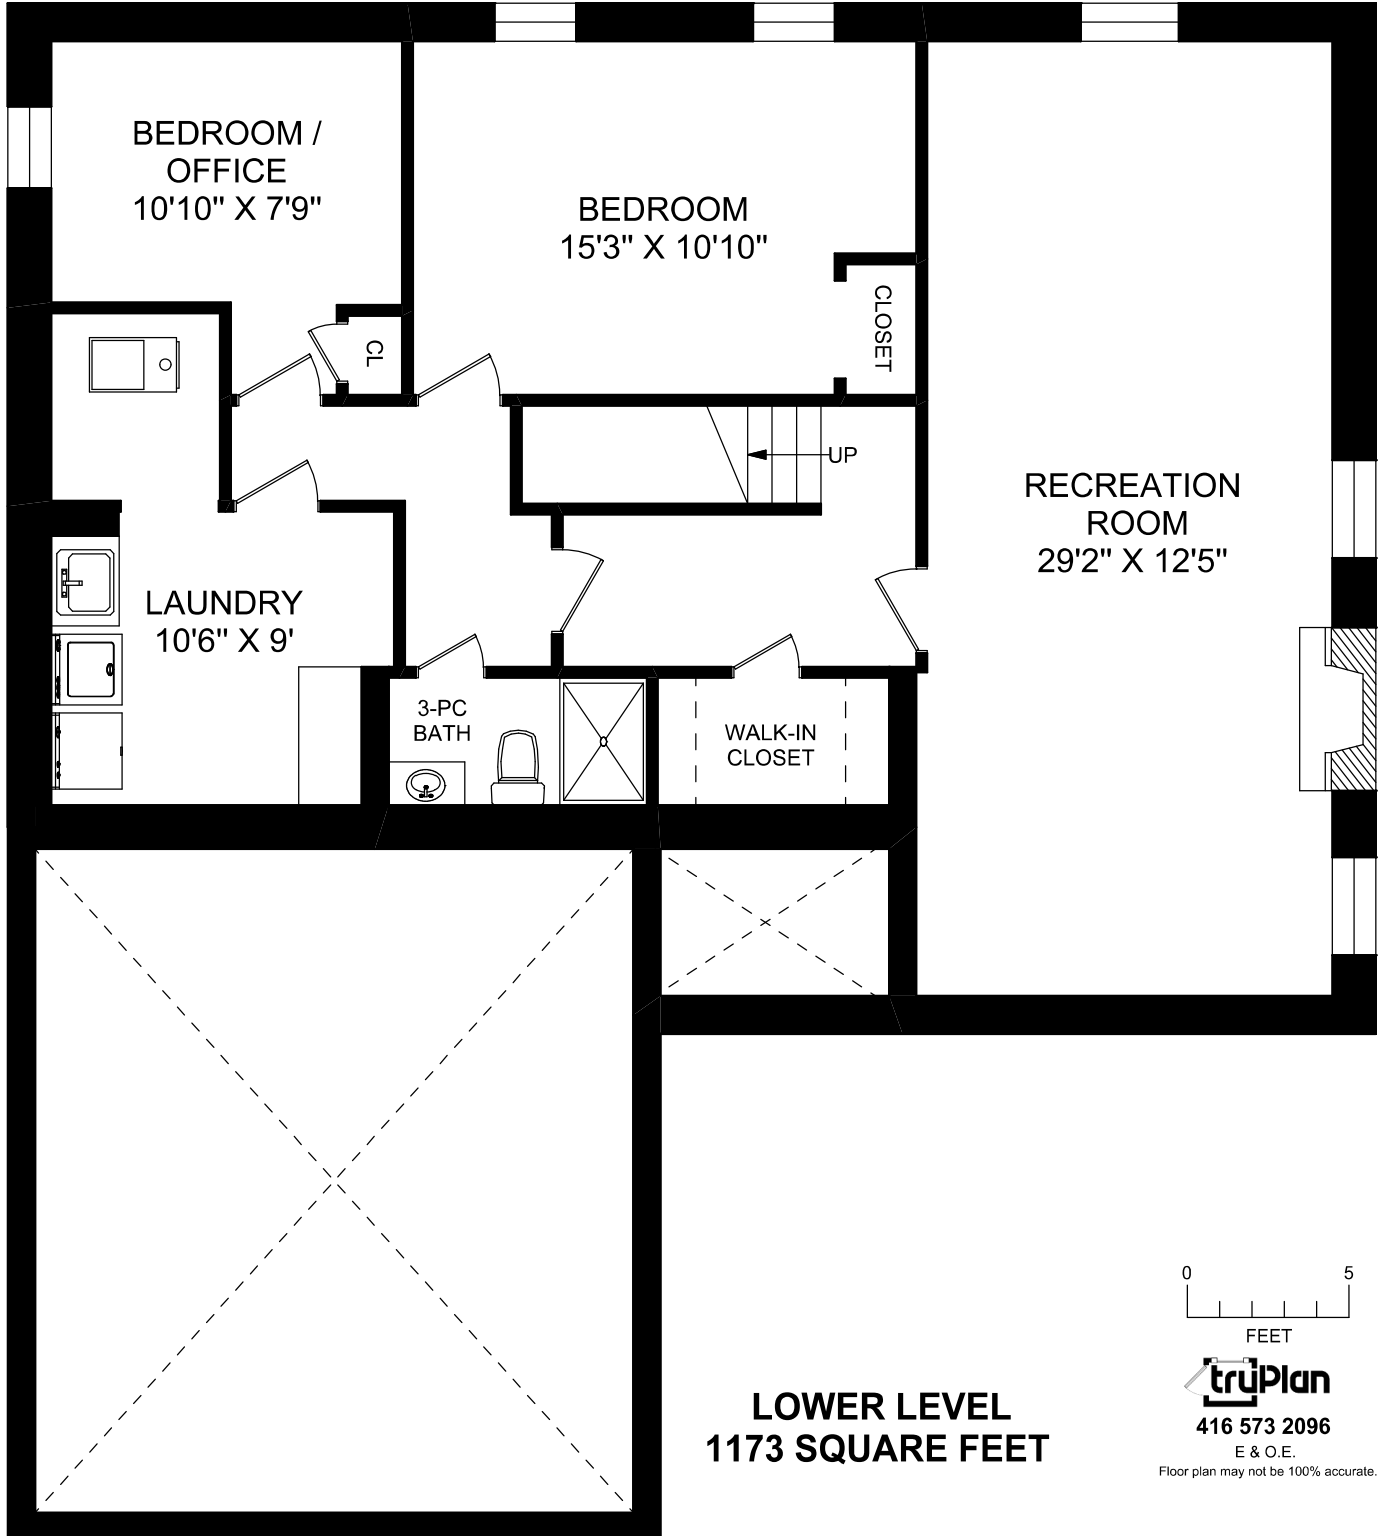 BEDROOM /
OFFICE
10'10" X 7'9"
BEDROOM
15'3" X 10'10"
CLOSET
CL
UP
RECREATION
ROOM
29'2" X 12'5"
LAUNDRY
10'6" X 9'
3-PC
BATH
WALK-IN
CLOSET
0 5
FEET
truPlan
416 573 2096
E & O.E.
Floor plan may not be 100% accurate.
LOWER LEVEL
1173 SQUARE FEET